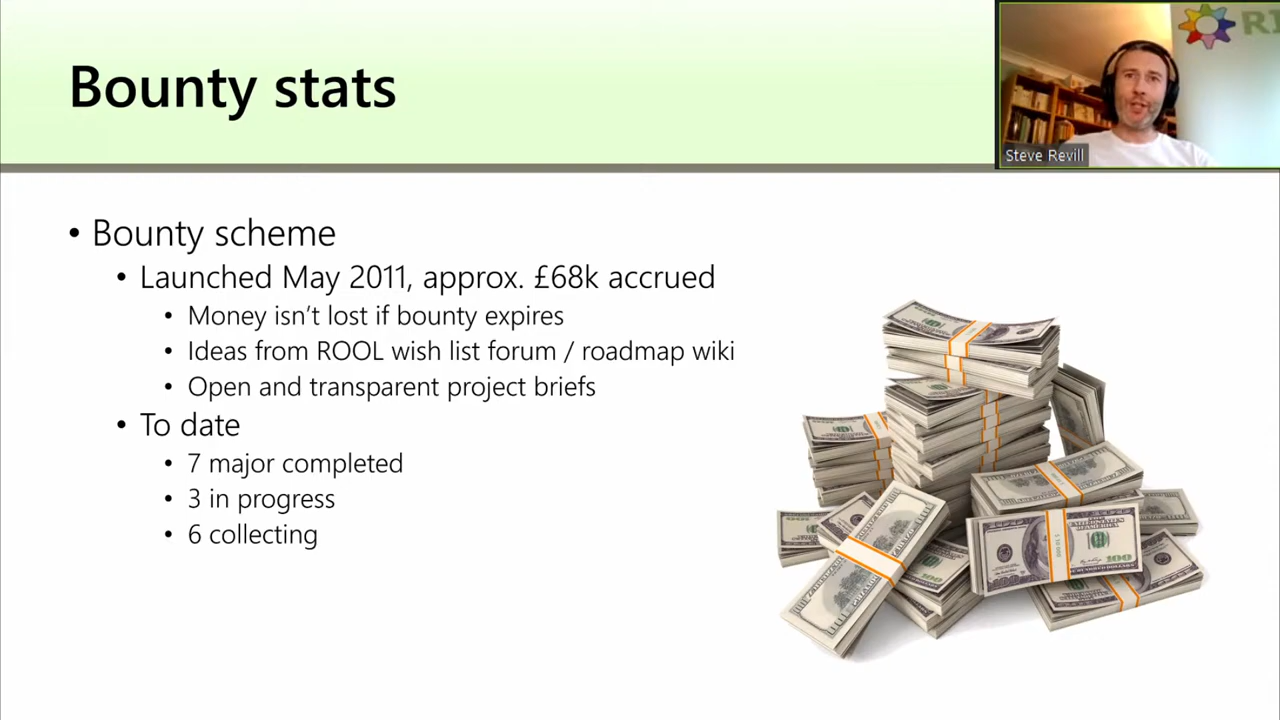 Bounty stats
RI
Steve Revill
• Bounty scheme
• Launched May 2011, approx. £68k accrued
• Money isn't lost if bounty expires
• Ideas from ROOL wish list forum / roadmap wiki
• Open and transparent project briefs
• To date
• 7 major completed
• 3 in progress
• 6 collecting
100